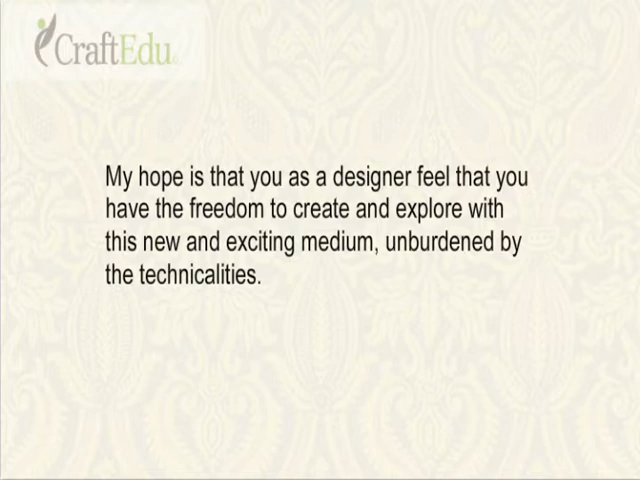 CraftEdu
My hope is that you as a designer feel that you
have the freedom to create and explore with
this new and exciting medium, unburdened by
the technicalities.